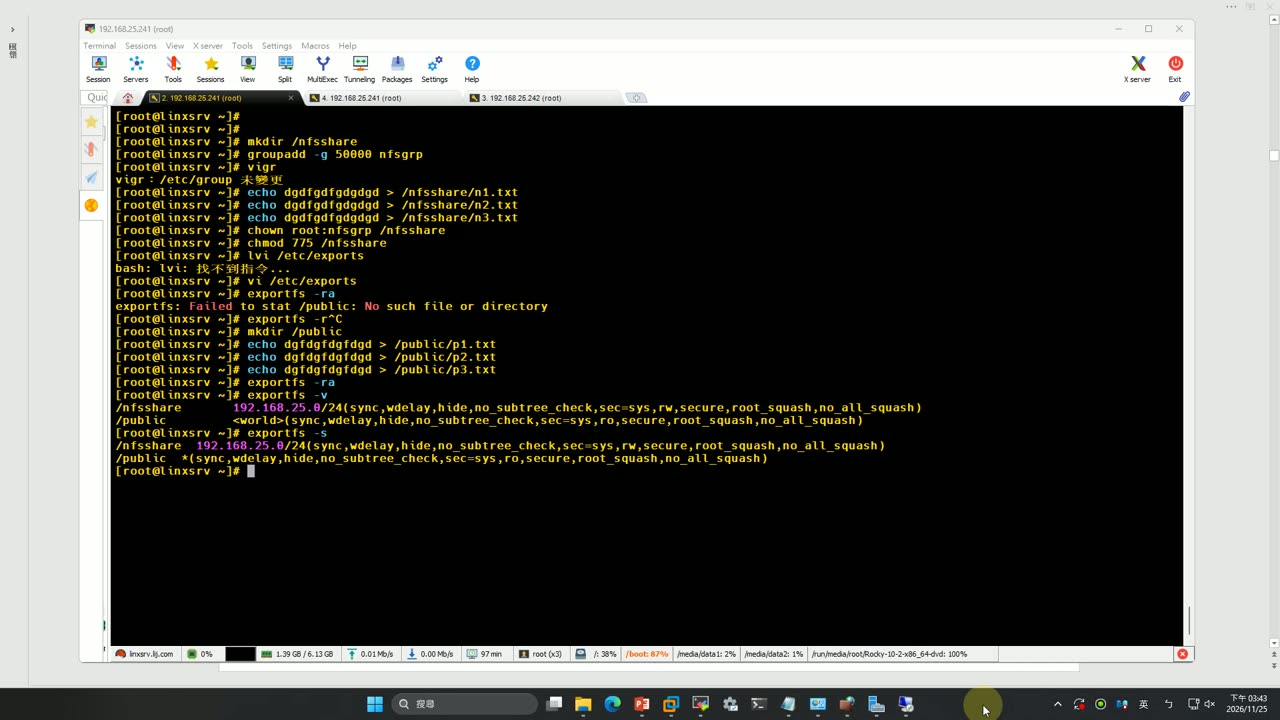 192.168.25.241 (root)
Terminal Sessions View X server Tools Settings Macros Help
Session Servers Tools Sessions View Split MultiExec Tunneling Packages Settings Help X server Exit
Quic 2. 192.168.25.241 (root) 4. 192.168.25.241 (root) 3. 192.168.25.242 (root)
[root@linxsrv ~]#
[root@linxsrv ~]#
[root@linxsrv ~]# mkdir /nfsshare
[root@linxsrv ~]# groupadd -g 50000 nfsgrp
[root@linxsrv ~]# vigr
vigr：/etc/group 未變更
[root@linxsrv ~]# echo dgdfgdfgdgdgd > /nfsshare/n1.txt
[root@linxsrv ~]# echo dgdfgdfgdgdgd > /nfsshare/n2.txt
[root@linxsrv ~]# echo dgdfgdfgdgdgd > /nfsshare/n3.txt
[root@linxsrv ~]# chown root:nfsgrp /nfsshare
[root@linxsrv ~]# chmod 775 /nfsshare
[root@linxsrv ~]# lvi /etc/exports
bash: lvi: 找不到指令...
[root@linxsrv ~]# vi /etc/exports
[root@linxsrv ~]# exportfs -ra
exportfs: Failed to stat /public: No such file or directory
[root@linxsrv ~]# exportfs -r^C
[root@linxsrv ~]# mkdir /public
[root@linxsrv ~]# echo dgfdgfdgfdgd > /public/p1.txt
[root@linxsrv ~]# echo dgfdgfdgfdgd > /public/p2.txt
[root@linxsrv ~]# echo dgfdgfdgfdgd > /public/p3.txt
[root@linxsrv ~]# exportfs -ra
[root@linxsrv ~]# exportfs -v
/nfsshare 192.168.25.0/24(sync,wdelay,hide,no_subtree_check,sec=sys,rw,secure,root_squash,no_all_squash)
/public <world>(sync,wdelay,hide,no_subtree_check,sec=sys,ro,secure,root_squash,no_all_squash)
[root@linxsrv ~]# exportfs -s
/nfsshare 192.168.25.0/24(sync,wdelay,hide,no_subtree_check,sec=sys,rw,secure,root_squash,no_all_squash)
/public *(sync,wdelay,hide,no_subtree_check,sec=sys,ro,secure,root_squash,no_all_squash)
[root@linxsrv ~]#
linxsrv.lij.com 0% 1.39 GB / 6.13 GB 0.01 Mb/s 0.00 Mb/s 97 min root (x3) /: 38% /boot: 87% /media/data1: 2% /media/data2: 1% /run/media/root/Rocky-10-2-x86_64-dvd: 100%
搜尋 英 下午 03:43
2026/11/25